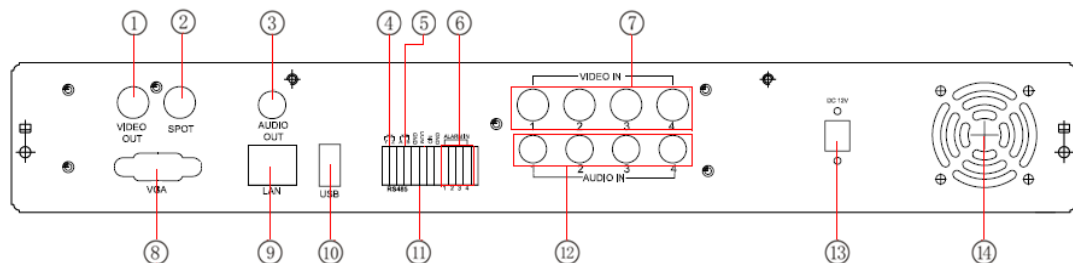 ① ② ③ ④ ⑤ ⑥ ⑦
VIDEO IN
DC 12V
VIDEO
OUT
SPOT
AUDIO
OUT
ALARM IN
1 2 3 4
RS485
1 2 3 4
VGA
LAN
USB
2 3 4
AUDIO IN
⑧ ⑨ ⑩ ⑪ ⑫ ⑬ ⑭